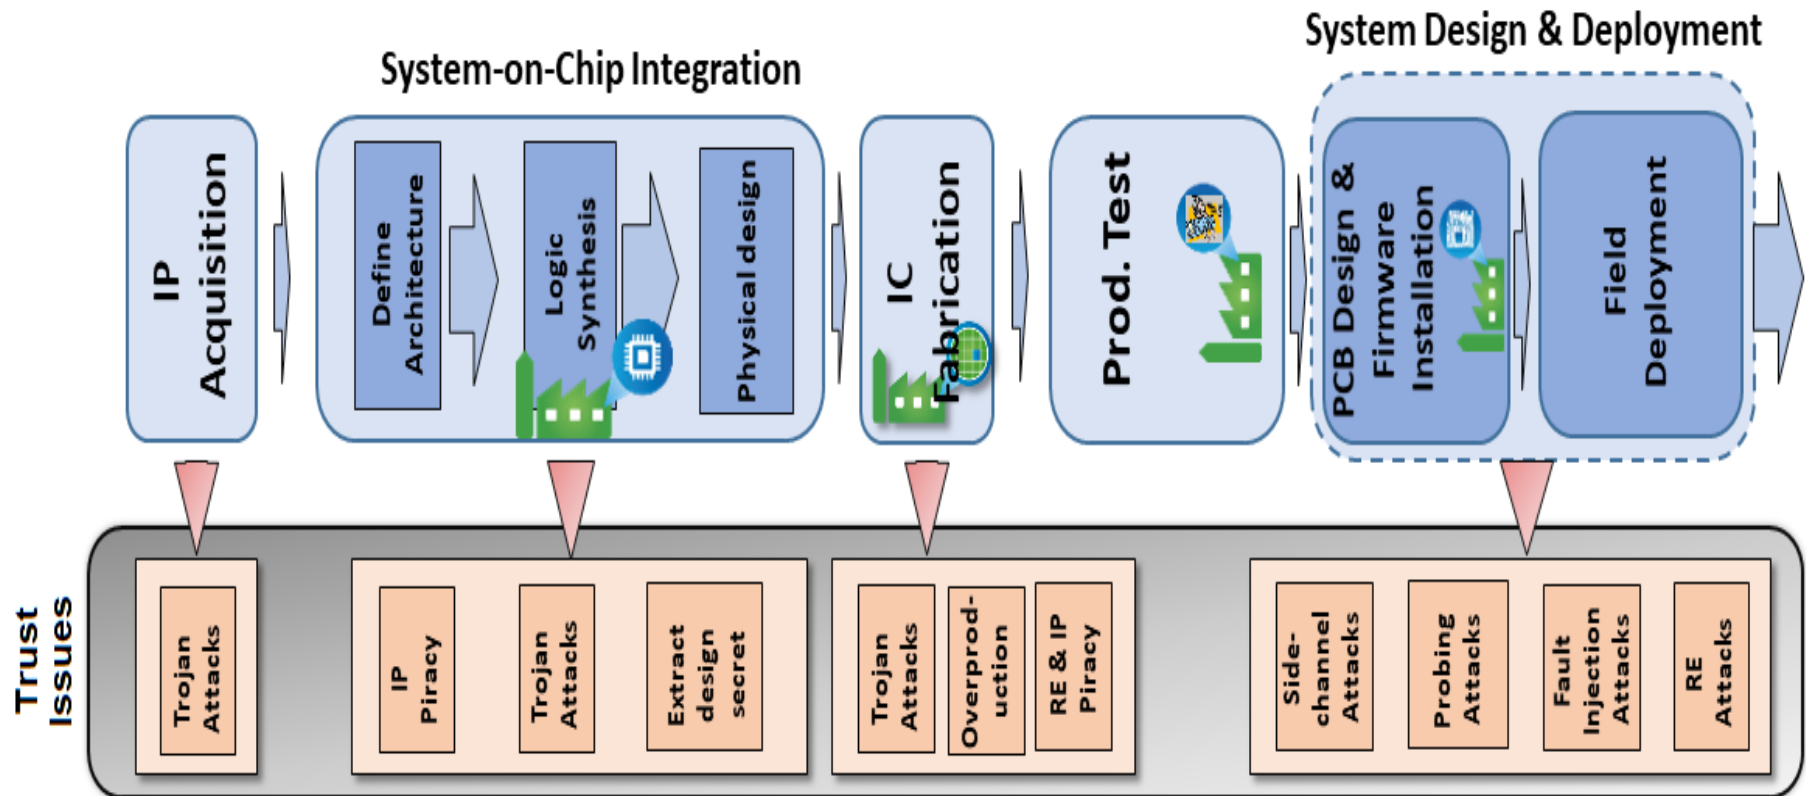 System Design & Deployment
System-on-Chip Integration
IP
Acquisition
Define
Architecture
Logic
Synthesis
Physical design
IC
Fabrication
Prod. Test
PCB Design &
Firmware
Installation
Field
Deployment
Trust
Issues
Trojan
Attacks
IP
Piracy
Trojan
Attacks
Extract
design
secret
Trojan
Attacks
Overprod-
uction
RE & IP
Piracy
Side-
channel
Attacks
Probing
Attacks
Fault
Injection
Attacks
RE
Attacks